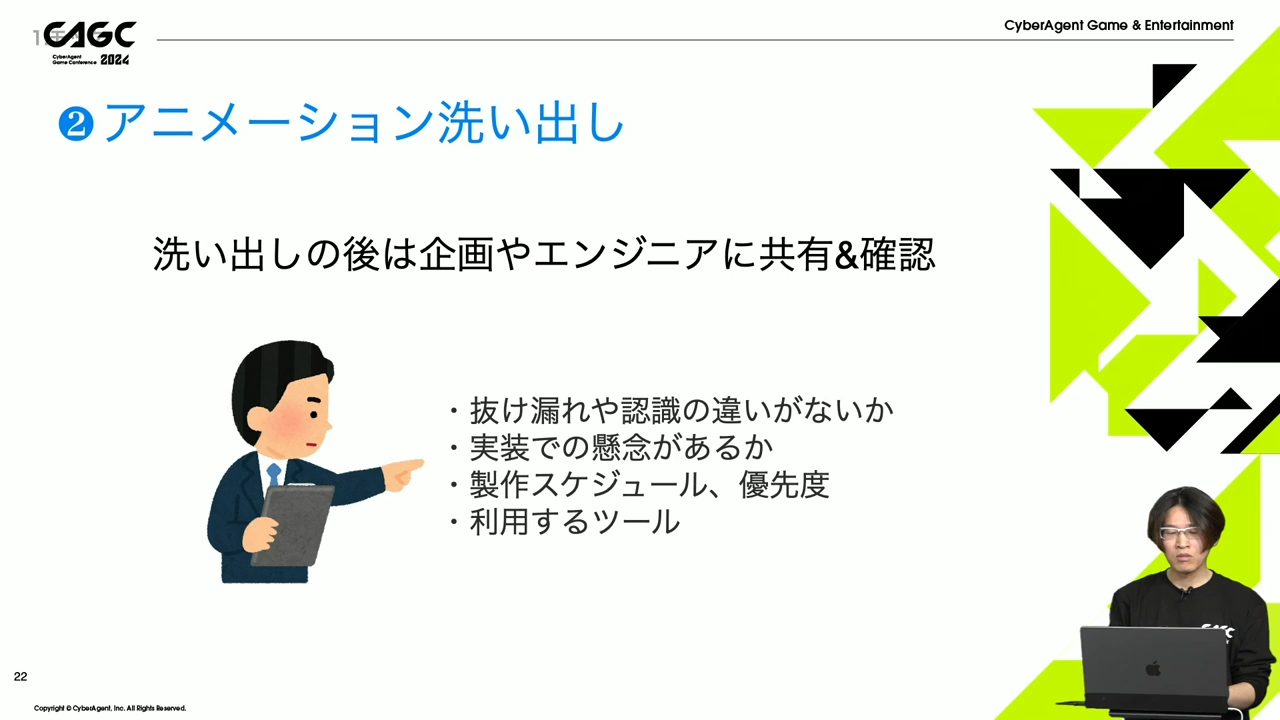 CAGC
CyberAgent
Game Conference 2024
CyberAgent Game & Entertainment
❷アニメーション洗い出し
洗い出しの後は企画やエンジニアに共有&確認
・抜け漏れや認識の違いがないか
・実装での懸念があるか
・製作スケジュール、優先度
・利用するツール
CAGC
22
Copyright © CyberAgent, Inc. All Rights Reserved.